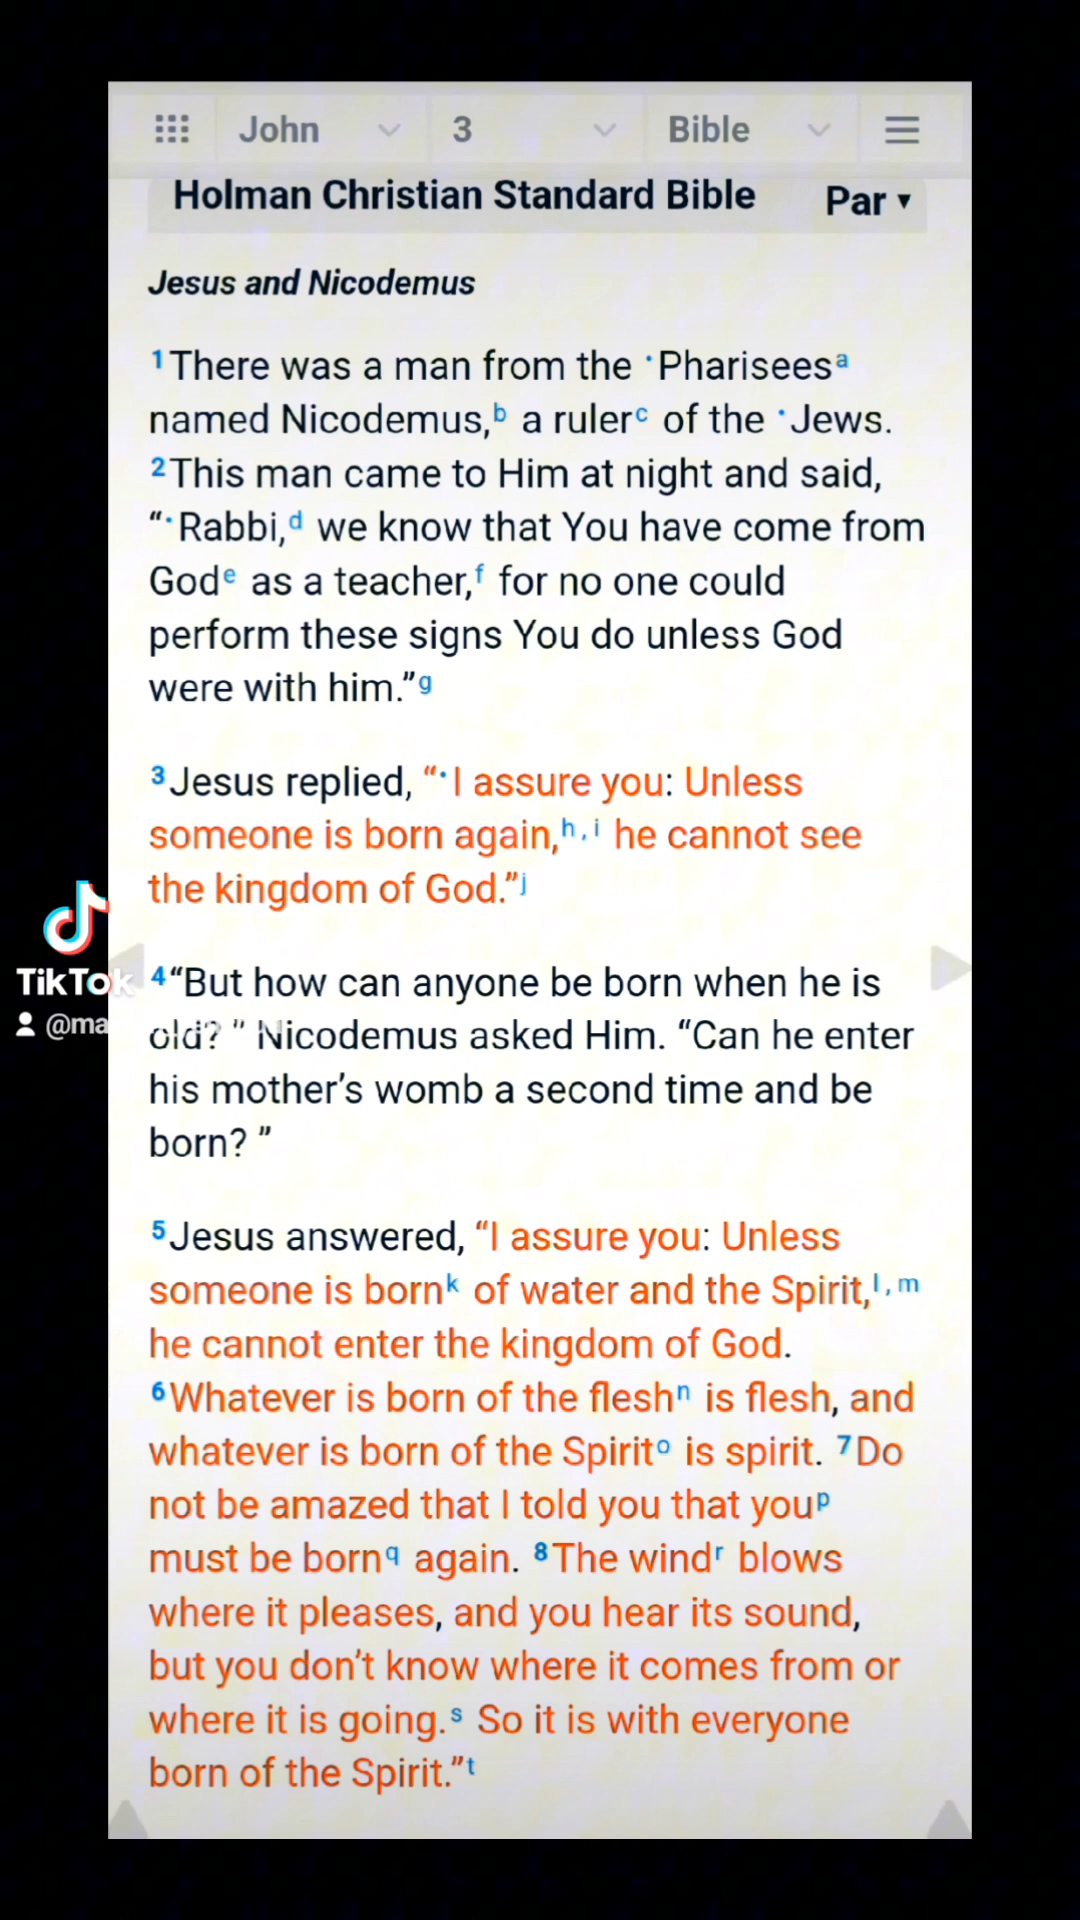 John 3 Bible
Holman Christian Standard Bible Par ▾
Jesus and Nicodemus
1 There was a man from the •Pharisees a
named Nicodemus, b a ruler c of the •Jews.
2 This man came to Him at night and said,
“•Rabbi, d we know that You have come from
God e as a teacher, f for no one could
perform these signs You do unless God
were with him.” g
3 Jesus replied, “•I assure you: Unless
someone is born again, h, i he cannot see
the kingdom of God.” j
TikTok
@ma
4 “But how can anyone be born when he is
old? ” Nicodemus asked Him. “Can he enter
his mother’s womb a second time and be
born? ”
5 Jesus answered, “I assure you: Unless
someone is born k of water and the Spirit, l, m
he cannot enter the kingdom of God.
6 Whatever is born of the flesh n is flesh, and
whatever is born of the Spirit o is spirit. 7 Do
not be amazed that I told you that you p
must be born q again. 8 The wind r blows
where it pleases, and you hear its sound,
but you don’t know where it comes from or
where it is going. s So it is with everyone
born of the Spirit.” t